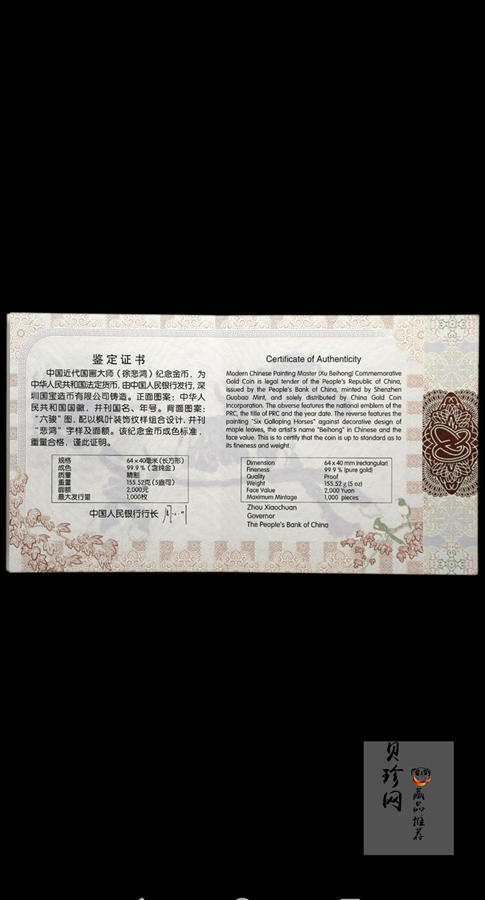 鉴定证书
中国近代国画大师（徐悲鸿）纪念金币，为
中华人民共和国法定货币，由中国人民银行发行，深
圳国宝造币有限公司铸造。正面图案：中华人
民共和国国徽，并刊国名、年号。背面图案：
“六骏”图，配以枫叶装饰纹样组合设计，并刊
“悲鸿”字样及面额。该纪念金币成色标准，
重量合格，谨此证明。
规格 64×40毫米（长方形）
成色 99.9%（含纯金）
质量 精制
重量 155.52克（5盎司）
面额 2,000元
最大发行量 1,000枚
中国人民银行行长
Certificate of Authenticity
Modern Chinese Painting Master (Xu Beihong) Commemorative
Gold Coin is legal tender of the People's Republic of China,
issued by the People's Bank of China, minted by Shenzhen
Guobao Mint, and solely distributed by China Gold Coin
Incorporation. The obverse features the national emblem of the
PRC, the title of PRC and the year date. The reverse features the
painting "Six Galloping Horses" against decorative design of
maple leaves, the artist's name "Beihong" in Chinese and the
face value. This is to certify that the coin is up to standard as to
its fineness and weight.
Dimension 64×40 mm (rectangular)
Fineness 99.9% (pure gold)
Quality Proof
Weight 155.52 g (5 oz)
Face Value 2,000 Yuan
Maximum Mintage 1,000 pieces
Zhou Xiaochuan
Governor
The People's Bank of China
贝珍网
藏品推荐